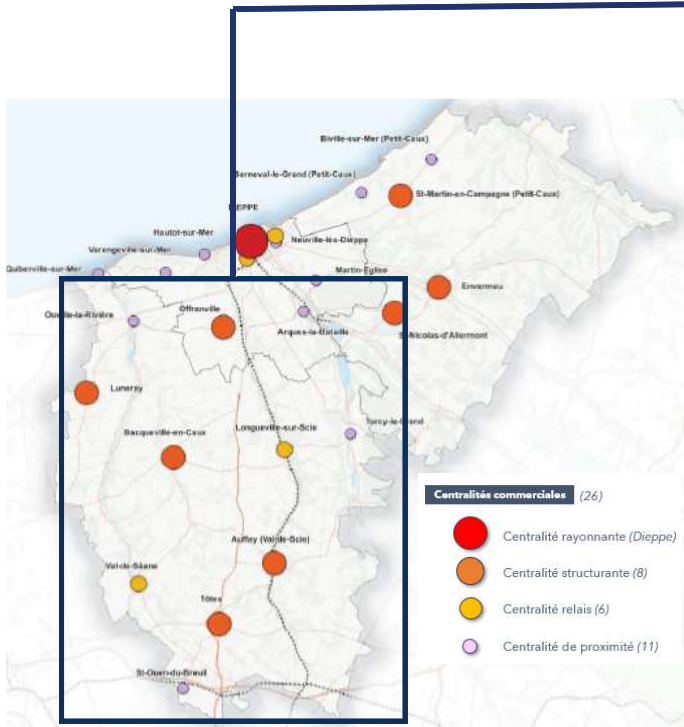 Biville-sur-Mer (Petit-Caux)
Berneval-le-Grand (Petit-Caux)
St-Martin-en-Campagne (Petit-Caux)
DIEPPE
Hautot-sur-Mer
Neuville-lès-Dieppe
Varengeville-sur-Mer
Quiberville-sur-Mer
Martin-Eglise
Envermeu
Ouville-la-Rivière
Offranville
Arques-la-Bataille
St-Nicolas-d'Aliermont
Luneray
Bacqueville-en-Caux
Longueville-sur-Scie
Torcy-le-Grand
Auffay (Val-de-Scie)
Val-de-Saâne
Tôtes
St-Ouen-du-Breuil
Centralités commerciales (26)
Centralité rayonnante (Dieppe)
Centralité structurante (8)
Centralité relais (6)
Centralité de proximité (11)